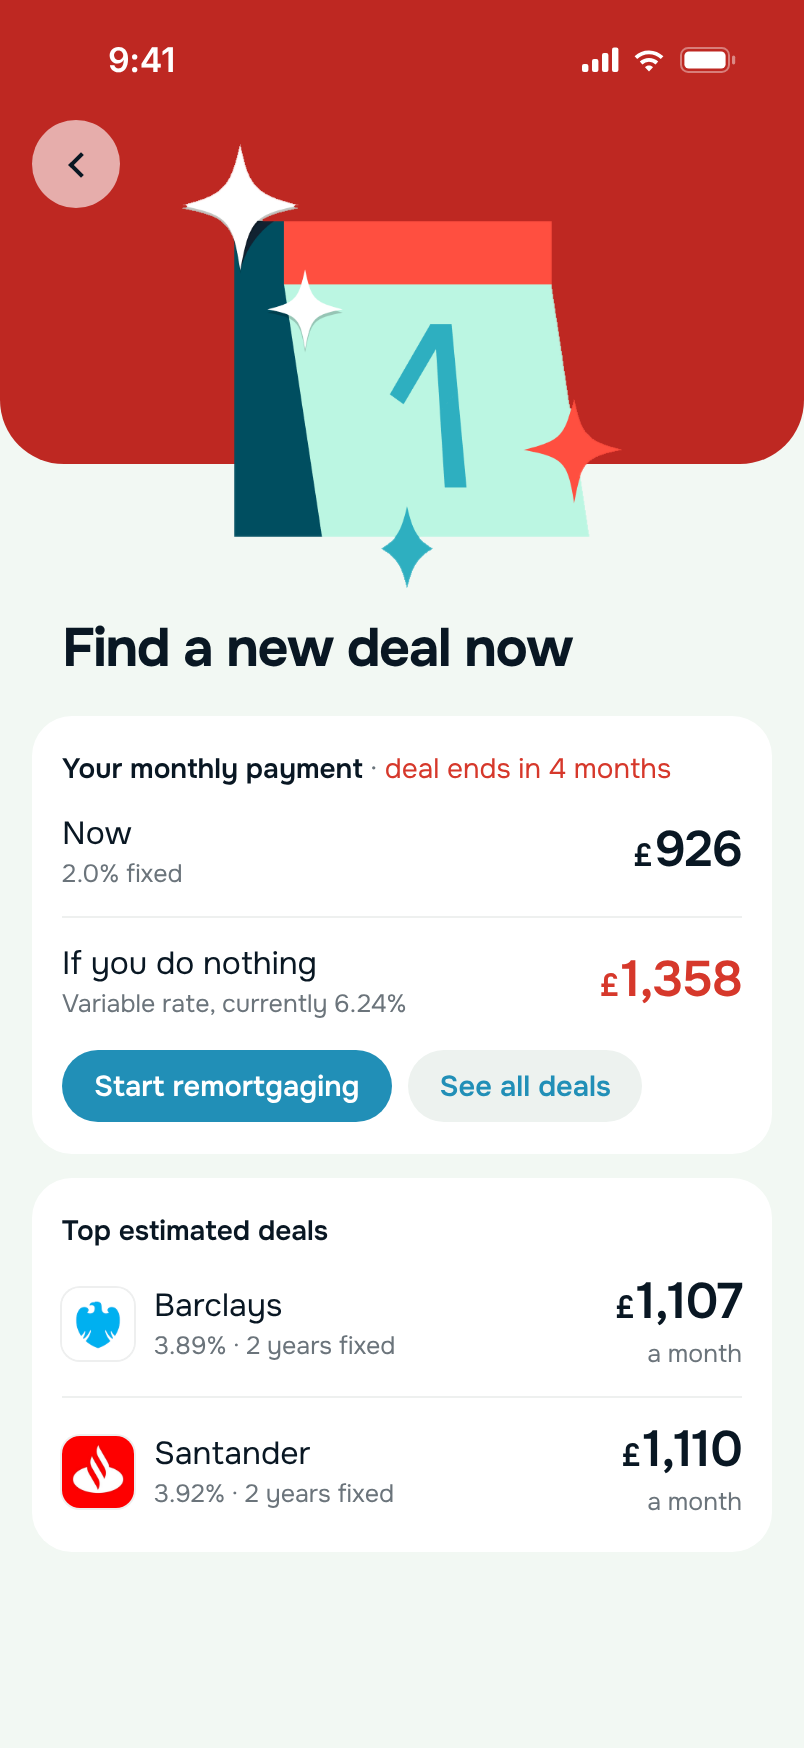 9:41
1
Find a new deal now
Your monthly payment · deal ends in 4 months
Now
£926
2.0% fixed
If you do nothing
£1,358
Variable rate, currently 6.24%
Start remortgaging
See all deals
Top estimated deals
Barclays
£1,107
3.89% · 2 years fixed
a month
Santander
£1,110
3.92% · 2 years fixed
a month